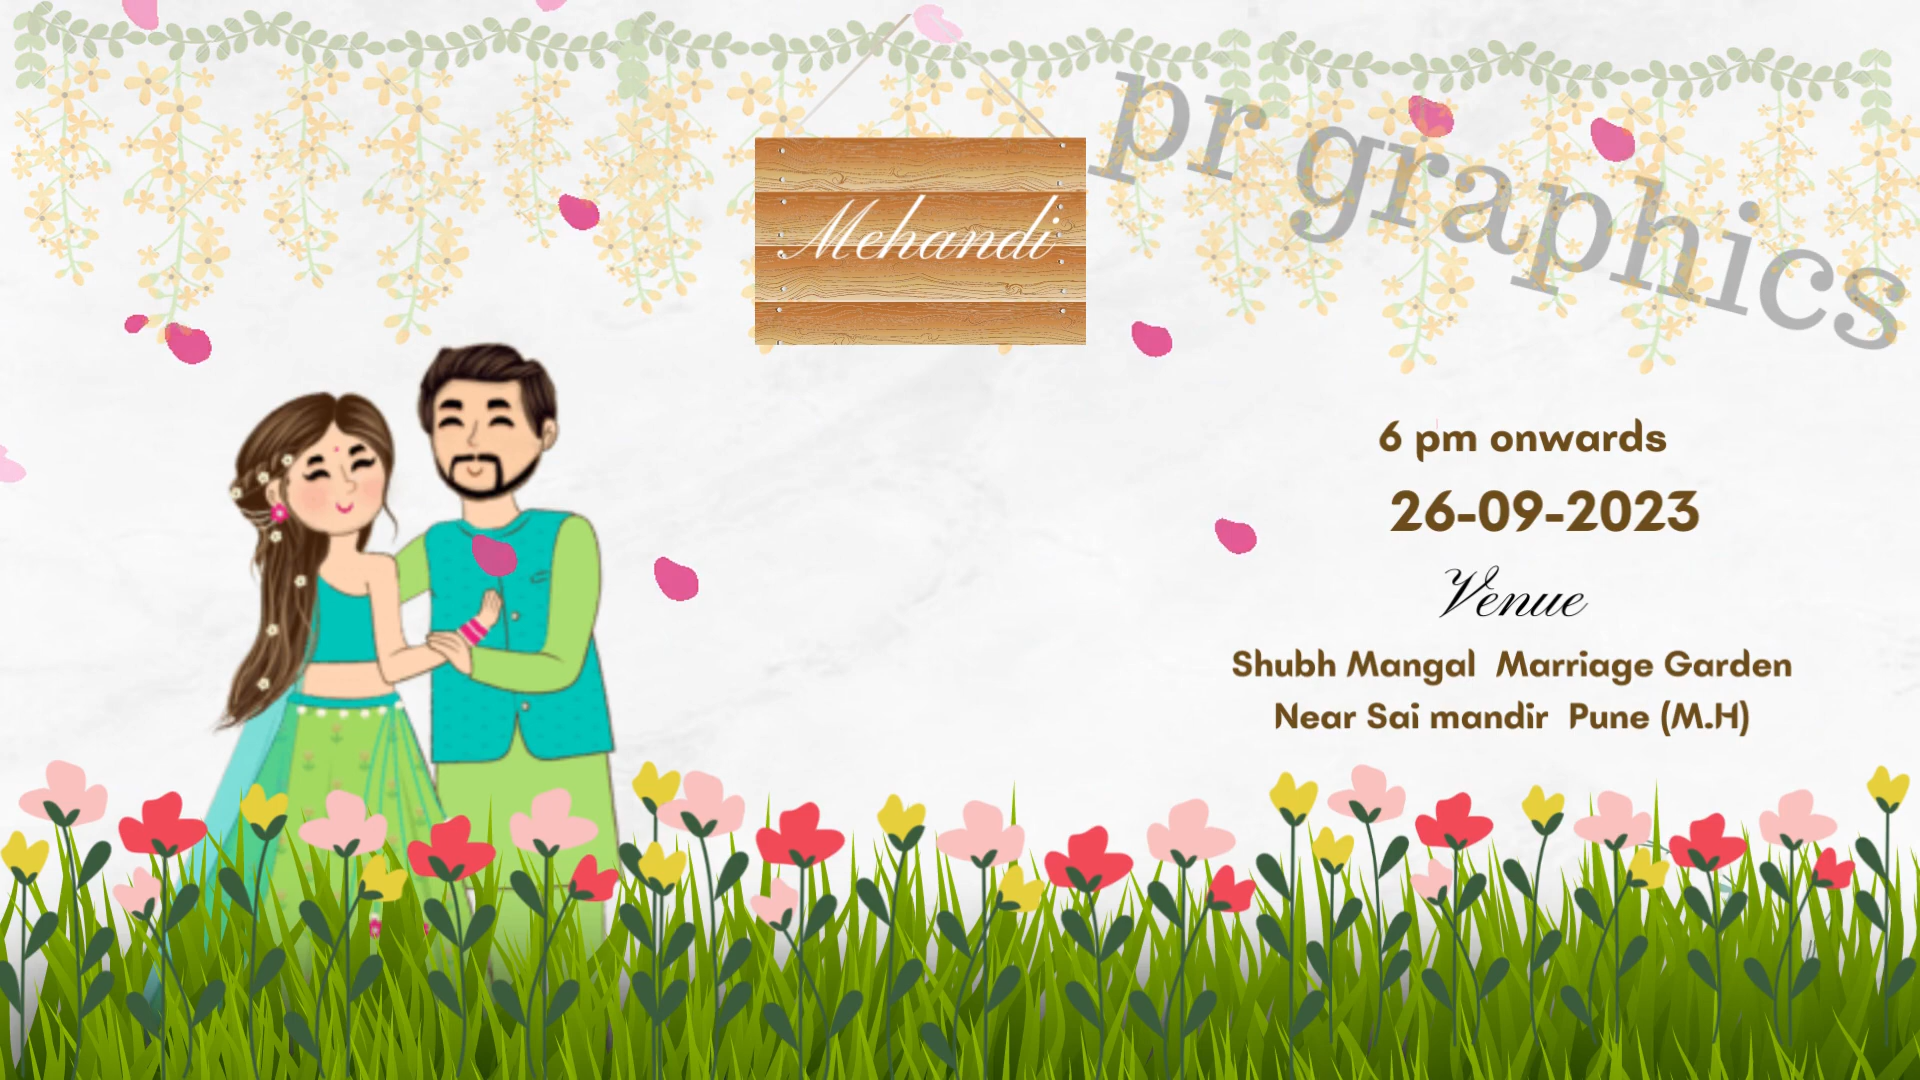 pr graphics
Mehandi
6 pm onwards
26-09-2023
Venue
Shubh Mangal Marriage Garden
Near Sai mandir Pune (M.H)